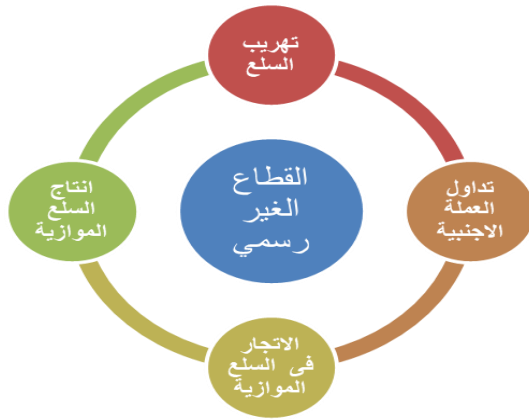 تهريب
السلع
القطاع
الغير
رسمي
تداول
العملة
الاجنبية
انتاج
السلع
الموازية
الاتجار
فى السلع
الموازية